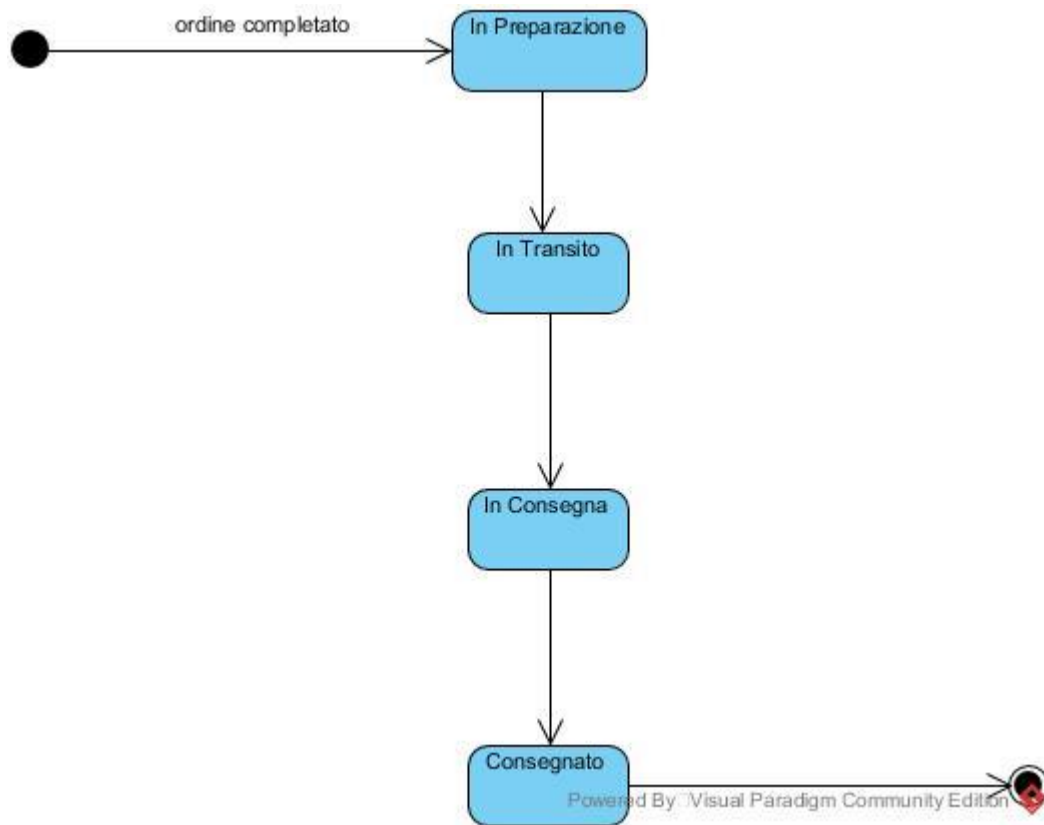 ordine completato
In Preparazione
In Transito
In Consegna
Consegnato
Powered By Visual Paradigm Community Edition